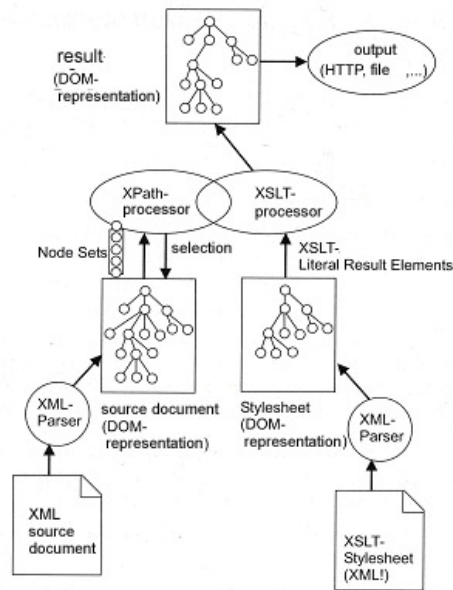 result
(DOM-
representation)
output
(HTTP, file ,...)
XPath-
processor
XSLT-
processor
Node Sets
selection
XSLT-
Literal Result Elements
XML-
Parser
source document
(DOM-
representation)
Stylesheet
(DOM-
representation)
XML-
Parser
XML
source
document
XSLT-
Stylesheet
(XML!)